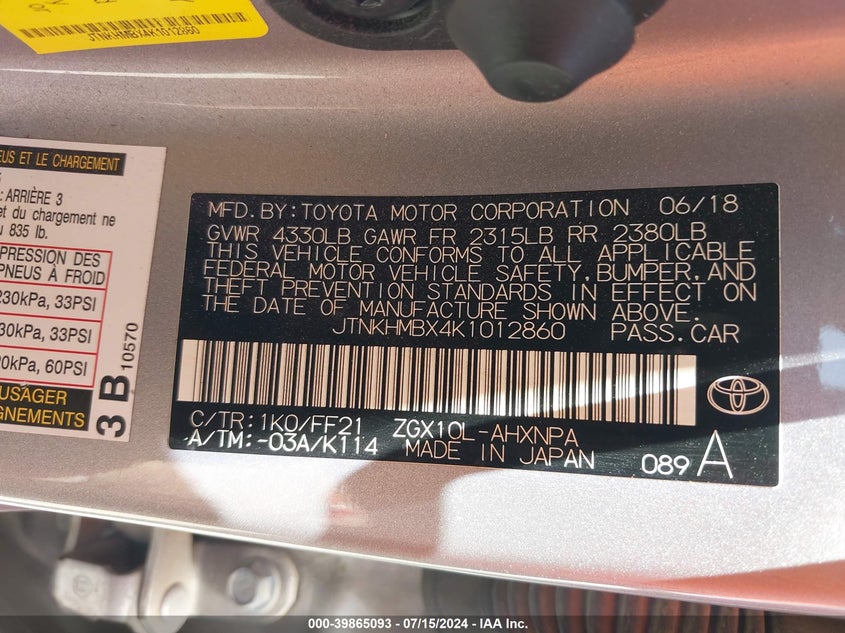 JTNKHMBX4K1012860
EUS ET LE CHARGEMENT
: ARRIÈRE 3
et du chargement ne
u 835 lb.
PRESSION DES
PNEUS À FROID
230kPa, 33PSI
30kPa, 33PSI
20kPa, 60PSI
USAGER
GNEMENTS
3 B 10570
MFD. BY: TOYOTA MOTOR CORPORATION 06/18
GVWR 4330LB GAWR FR 2315LB RR 2380LB
THIS VEHICLE CONFORMS TO ALL APPLICABLE
FEDERAL MOTOR VEHICLE SAFETY, BUMPER, AND
THEFT PREVENTION STANDARDS IN EFFECT ON
THE DATE OF MANUFACTURE SHOWN ABOVE.
JTNKHMBX4K1012860 PASS. CAR
C/TR: 1K0/FF21 ZGX10L-AHXNPA
A/TM: -03A/K114 MADE IN JAPAN
089 A
000-39865093 - 07/15/2024 - IAA Inc.